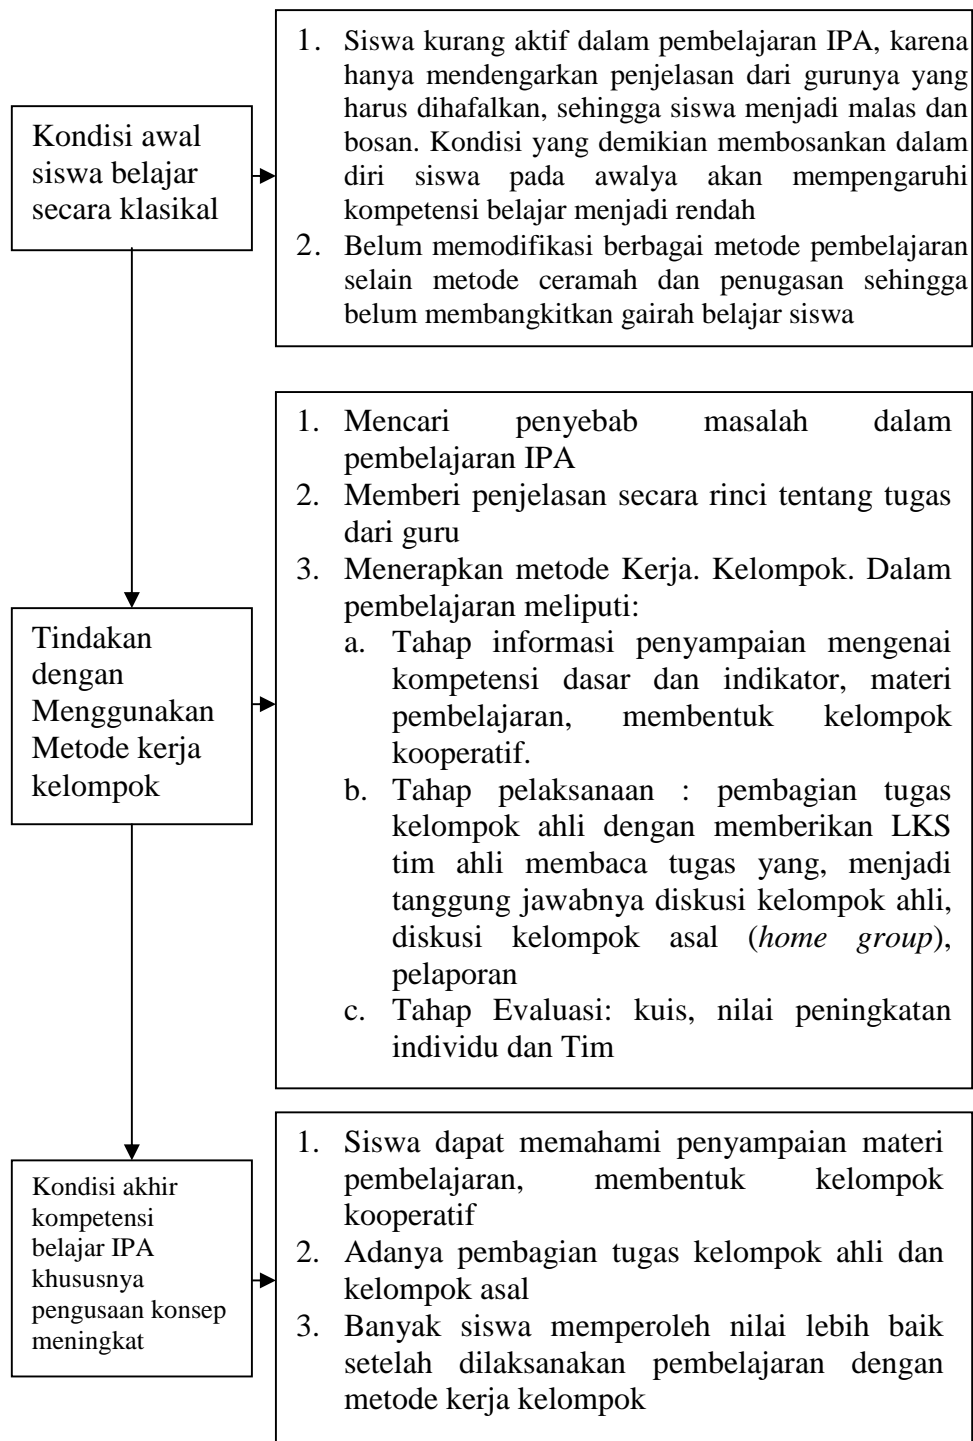 Kondisi awal
siswa belajar
secara klasikal
1. Siswa kurang aktif dalam pembelajaran IPA, karena
hanya mendengarkan penjelasan dari gurunya yang
harus dihafalkan, sehingga siswa menjadi malas dan
bosan. Kondisi yang demikian membosankan dalam
diri siswa pada awalya akan mempengaruhi
kompetensi belajar menjadi rendah
2. Belum memodifikasi berbagai metode pembelajaran
selain metode ceramah dan penugasan sehingga
belum membangkitkan gairah belajar siswa
Tindakan
dengan
Menggunakan
Metode kerja
kelompok
1. Mencari penyebab masalah dalam
pembelajaran IPA
2. Memberi penjelasan secara rinci tentang tugas
dari guru
3. Menerapkan metode Kerja. Kelompok. Dalam
pembelajaran meliputi:
a. Tahap informasi penyampaian mengenai
kompetensi dasar dan indikator, materi
pembelajaran, membentuk kelompok
kooperatif.
b. Tahap pelaksanaan : pembagian tugas
kelompok ahli dengan memberikan LKS
tim ahli membaca tugas yang, menjadi
tanggung jawabnya diskusi kelompok ahli,
diskusi kelompok asal (home group),
pelaporan
c. Tahap Evaluasi: kuis, nilai peningkatan
individu dan Tim
Kondisi akhir
kompetensi
belajar IPA
khususnya
pengusaan konsep
meningkat
1. Siswa dapat memahami penyampaian materi
pembelajaran, membentuk kelompok
kooperatif
2. Adanya pembagian tugas kelompok ahli dan
kelompok asal
3. Banyak siswa memperoleh nilai lebih baik
setelah dilaksanakan pembelajaran dengan
metode kerja kelompok